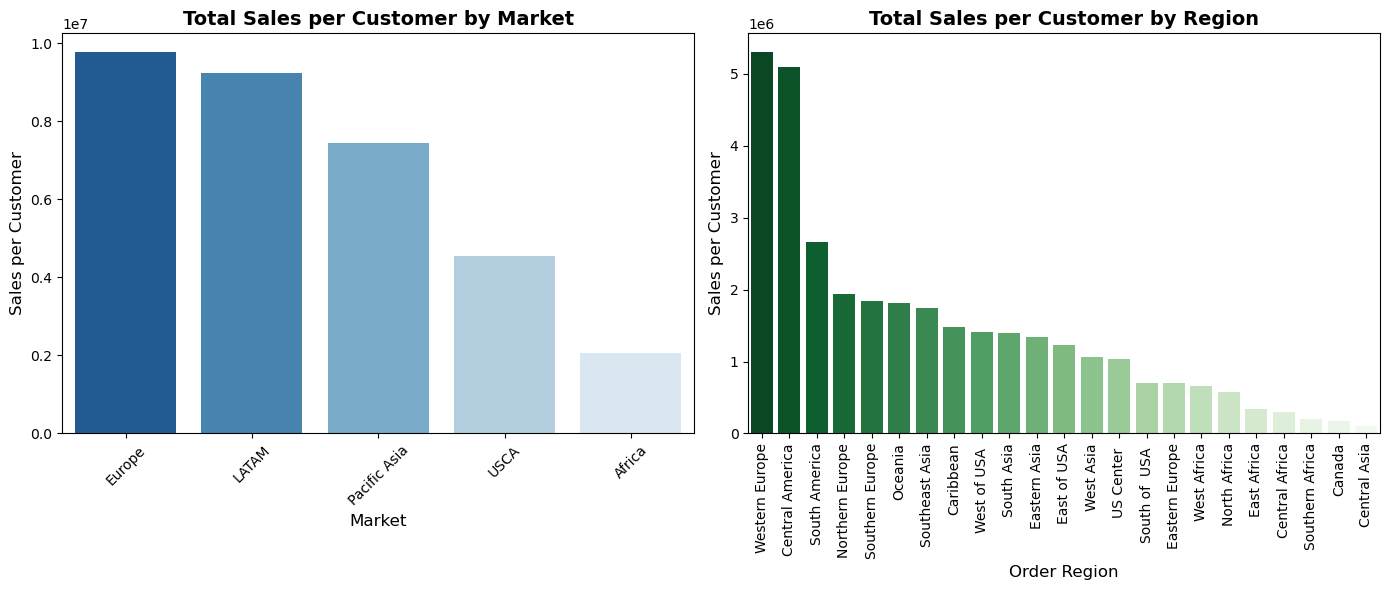 Total Sales per Customer by Market
1e7
1.0
0.8
0.6
0.4
0.2
0.0
Sales per Customer
Europe
LATAM
Pacific Asia
USCA
Africa
Market
Total Sales per Customer by Region
1e6
5
4
3
2
1
0
Sales per Customer
Western Europe
Central America
South America
Northern Europe
Southern Europe
Oceania
Southeast Asia
Caribbean
West of USA
South Asia
Eastern Asia
East of USA
West Asia
US Center
South of  USA
Eastern Europe
West Africa
North Africa
East Africa
Central Africa
Southern Africa
Canada
Central Asia
Order Region